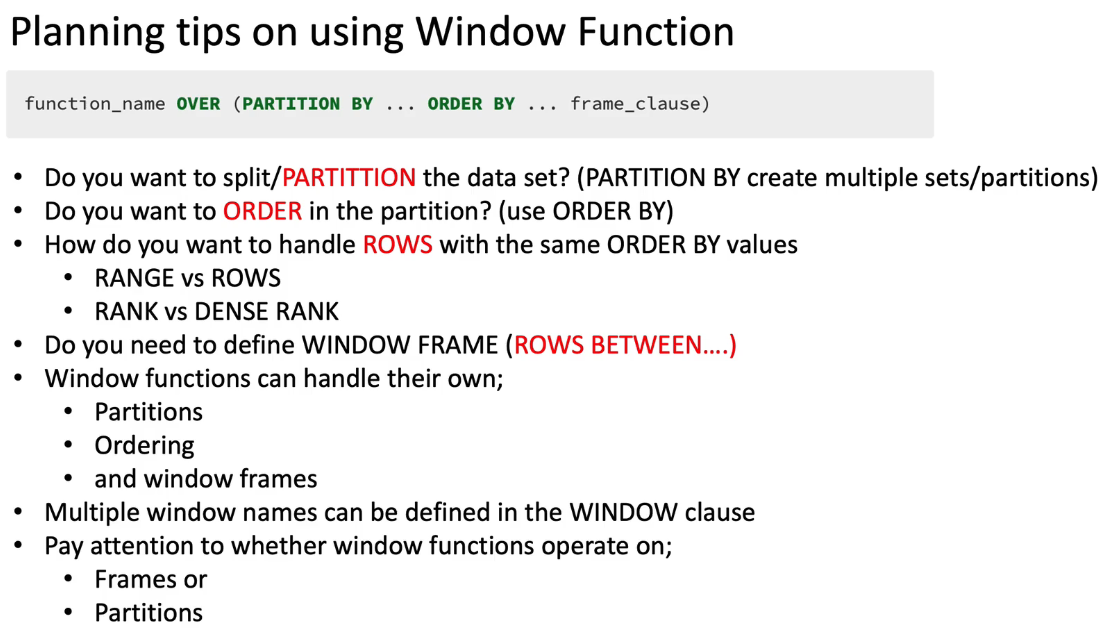 Planning tips on using Window Function
function_name OVER (PARTITION BY ... ORDER BY ... frame_clause)
• Do you want to split/PARTITTION the data set? (PARTITION BY create multiple sets/partitions)
• Do you want to ORDER in the partition? (use ORDER BY)
• How do you want to handle ROWS with the same ORDER BY values
• RANGE vs ROWS
• RANK vs DENSE RANK
• Do you need to define WINDOW FRAME (ROWS BETWEEN....)
• Window functions can handle their own;
• Partitions
• Ordering
• and window frames
• Multiple window names can be defined in the WINDOW clause
• Pay attention to whether window functions operate on;
• Frames or
• Partitions